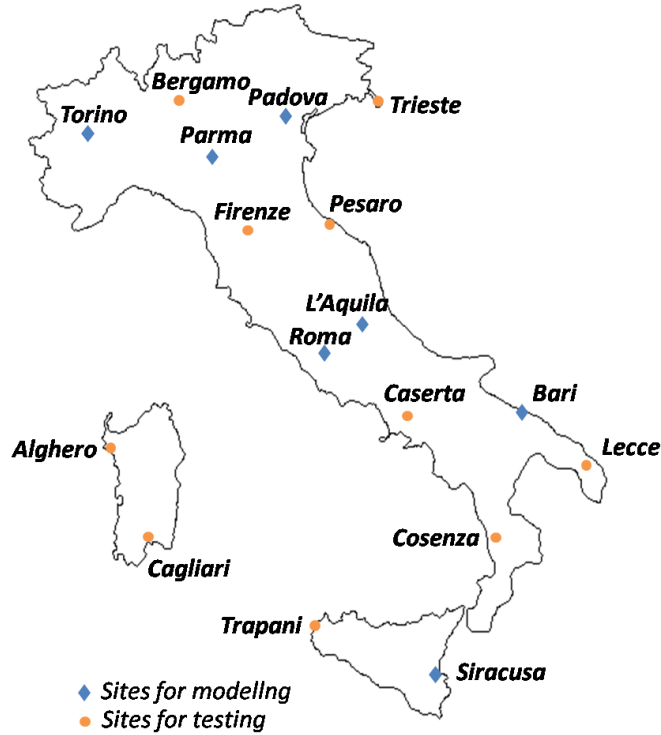 Bergamo
Padova
Trieste
Torino
Parma
Firenze
Pesaro
L'Aquila
Roma
Caserta
Bari
Alghero
Lecce
Cosenza
Cagliari
Trapani
Siracusa
Sites for modellng
Sites for testing